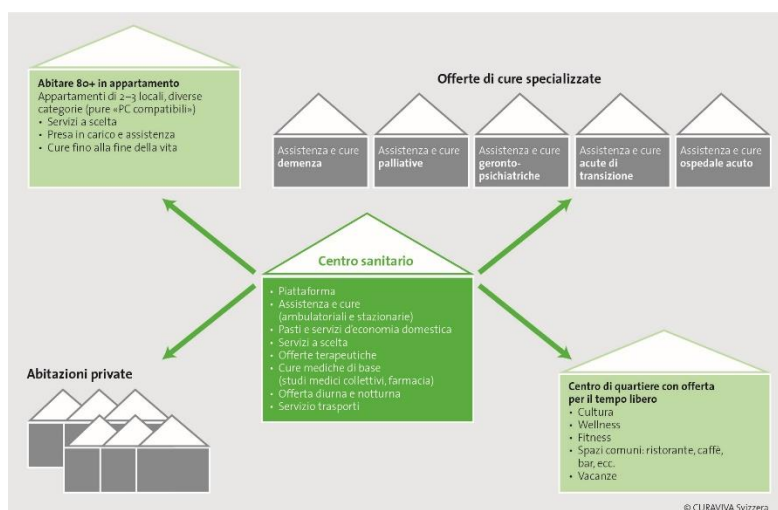 Abitare 80+ in appartamento
Appartamenti di 2–3 locali, diverse
categorie (pure «PC compatibili»)
• Servizi a scelta
• Presa in carico e assistenza
• Cure fino alla fine della vita
Offerte di cure specializzate
Assistenza e cure
demenza
Assistenza e cure
palliative
Assistenza e cure
geronto-
psichiatriche
Assistenza e cure
acute di
transizione
Assistenza e cure
ospedale acuto
Centro sanitario
• Piattaforma
• Assistenza e cure
(ambulatoriali e stazionarie)
• Pasti e servizi d'economia domestica
• Servizi a scelta
• Offerte terapeutiche
• Cure mediche di base
(studi medici collettivi, farmacia)
• Offerta diurna e notturna
• Servizio trasporti
Abitazioni private
Centro di quartiere con offerta
per il tempo libero
• Cultura
• Wellness
• Fitness
• Spazi comuni: ristorante, caffè,
bar, ecc.
• Vacanze
© CURAVIVA Svizzera